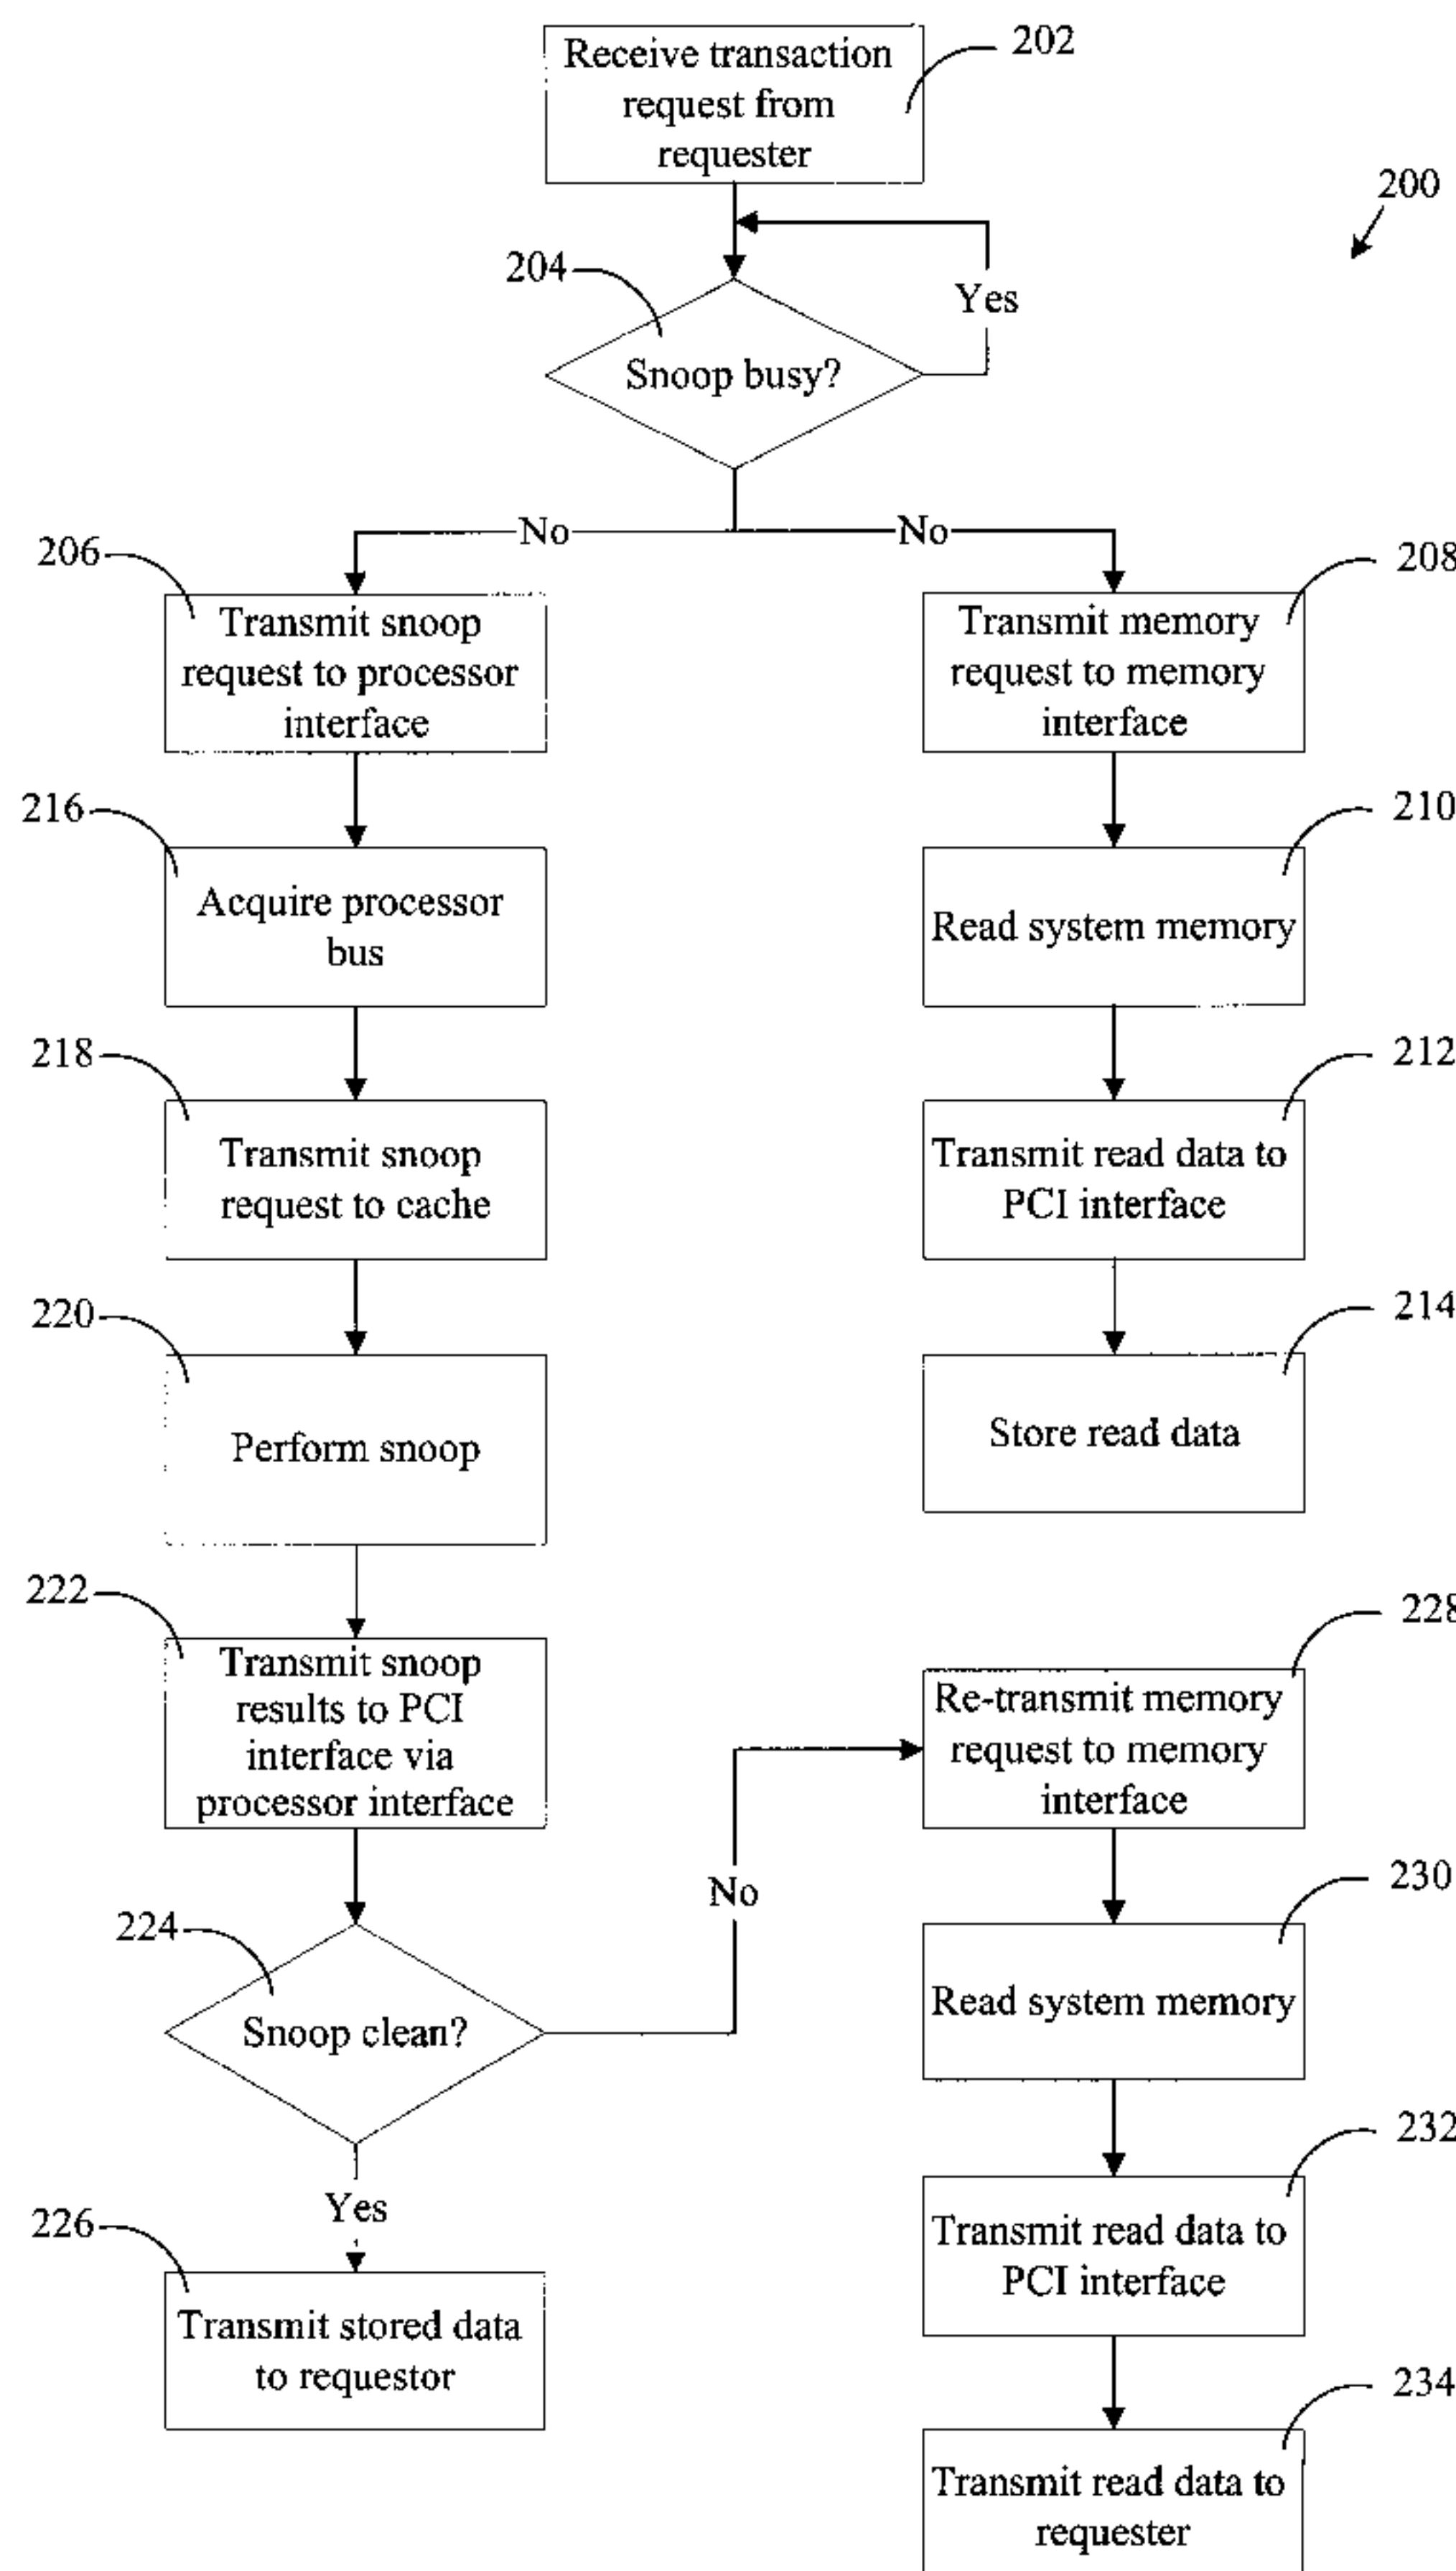 Receive transaction
request from
requester
202
200
204
Snoop busy?
Yes
No
No
206
Transmit snoop
request to processor
interface
208
Transmit memory
request to memory
interface
216
Acquire processor
bus
210
Read system memory
218
Transmit snoop
request to cache
212
Transmit read data to
PCI interface
220
Perform snoop
214
Store read data
222
Transmit snoop
results to PCI
interface via
processor interface
228
Re-transmit memory
request to memory
interface
No
224
Snoop clean?
230
Read system memory
Yes
226
Transmit stored data
to requestor
232
Transmit read data to
PCI interface
234
Transmit read data to
requester